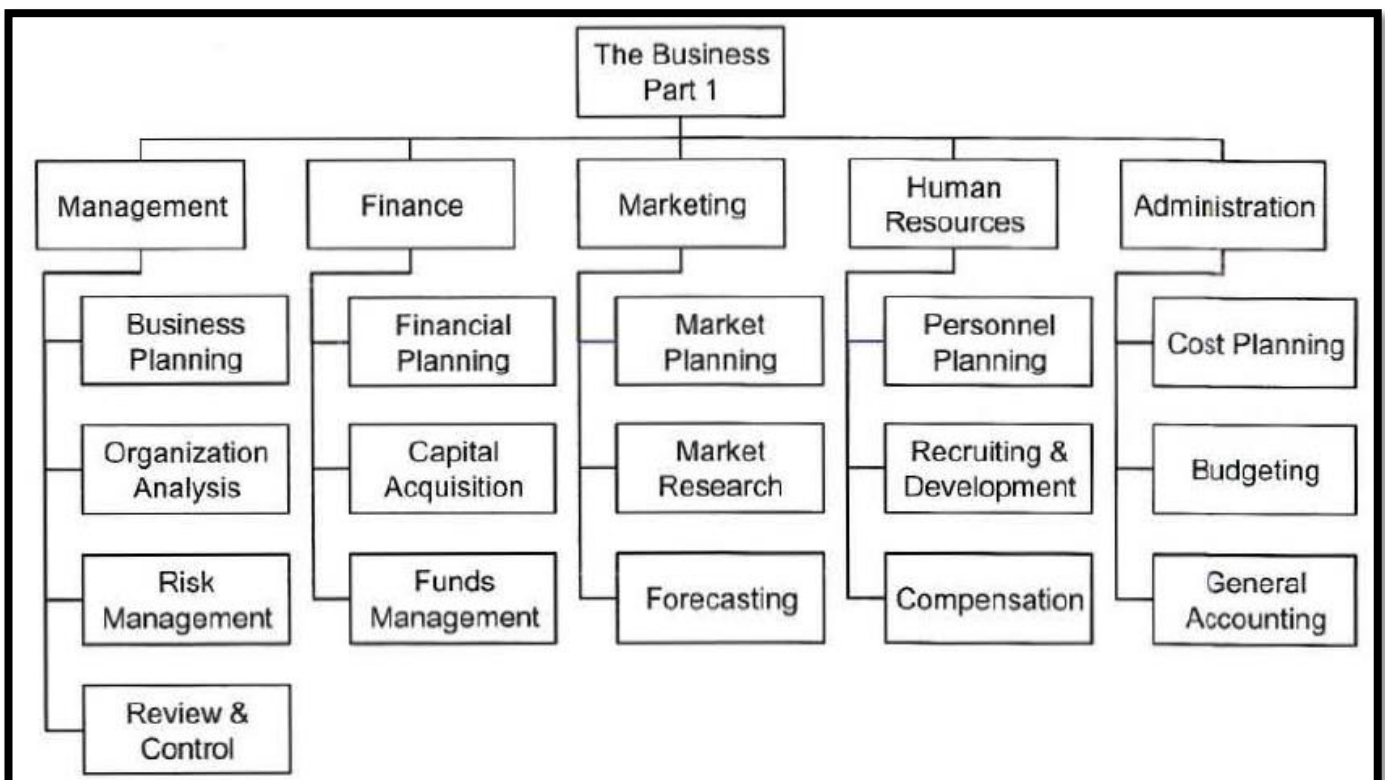 The Business
Part 1
Management
Finance
Marketing
Human
Resources
Administration
Business
Planning
Financial
Planning
Market
Planning
Personnel
Planning
Cost Planning
Organization
Analysis
Capital
Acquisition
Market
Research
Recruiting &
Development
Budgeting
Risk
Management
Funds
Management
Forecasting
Compensation
General
Accounting
Review &
Control